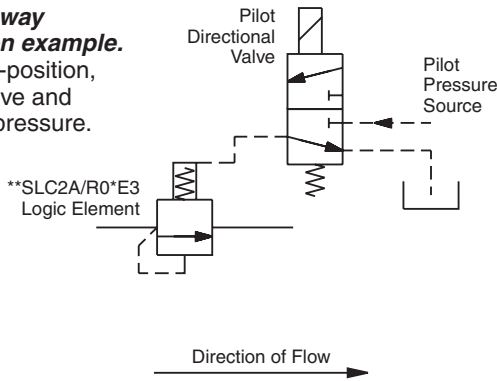 way
n example.
-position,
ve and
pressure.
Pilot
Directional
Valve
Pilot
Pressure
Source
**SLC2A/R0*E3
Logic Element
Direction of Flow